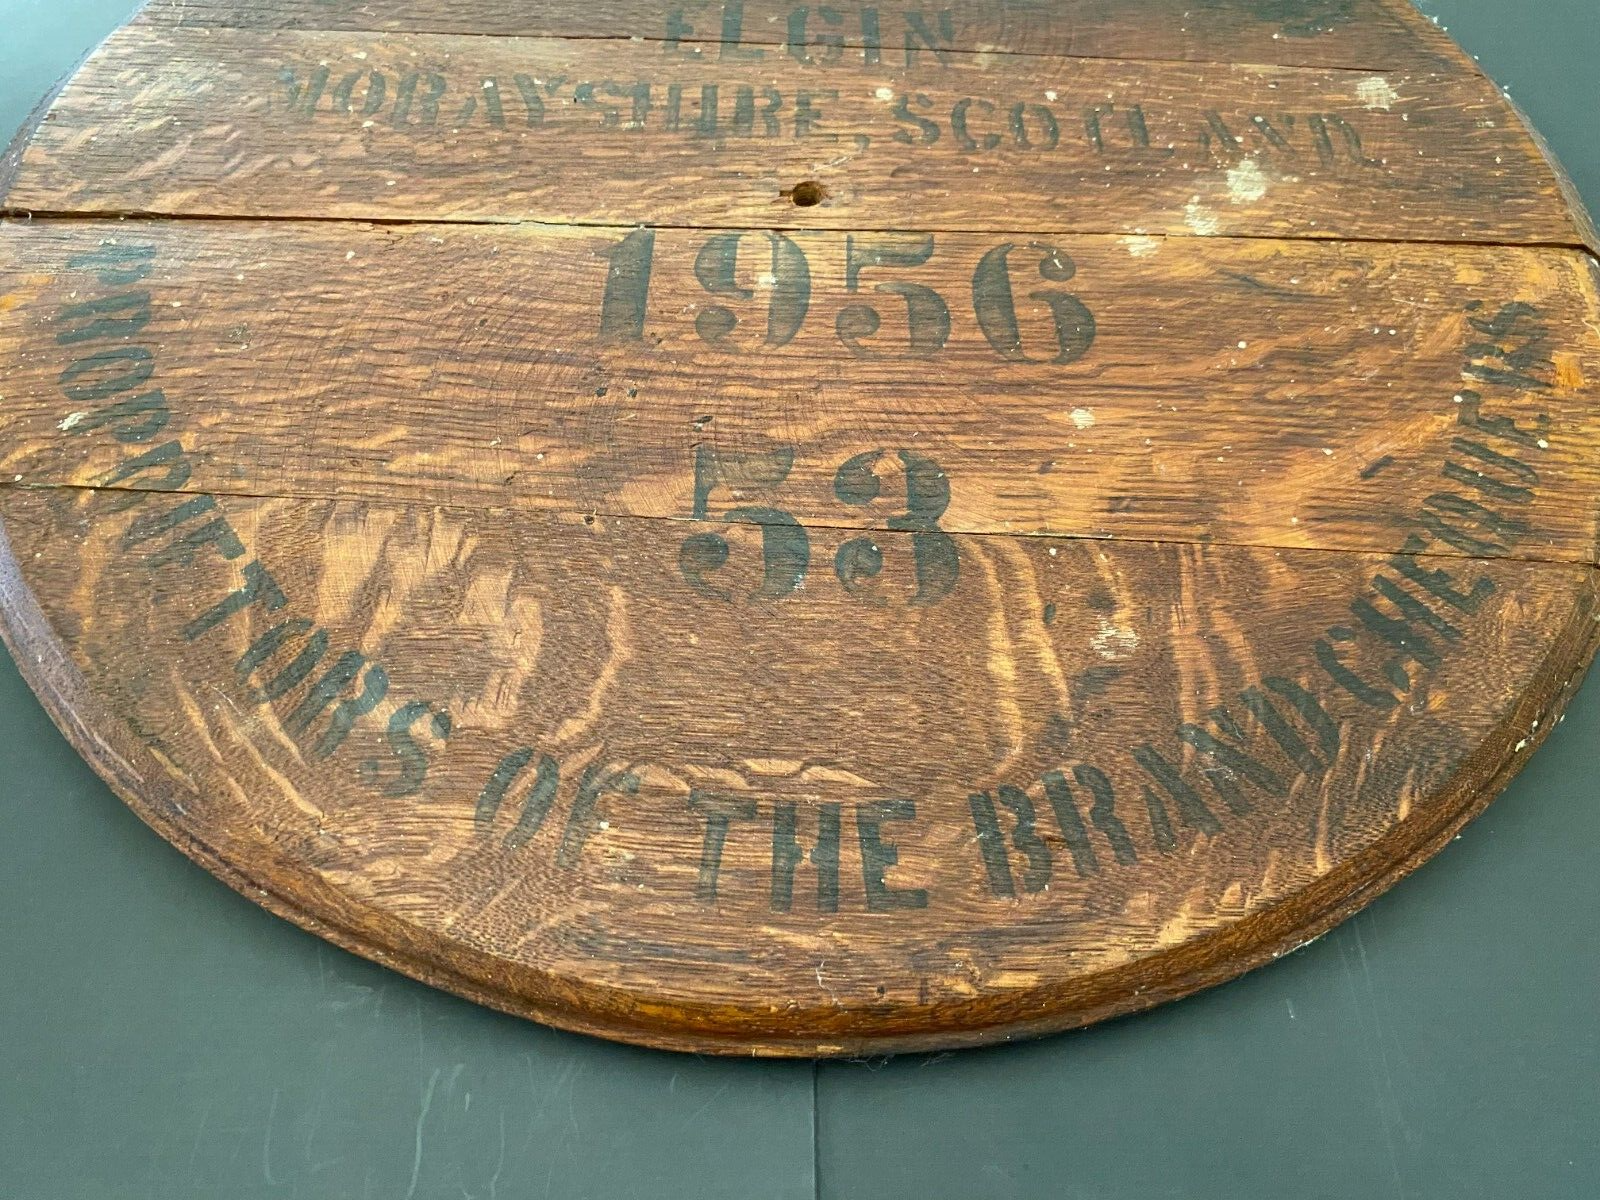 ELGIN
MORAYSHIRE, SCOTLAND
1956
53
PROPRIETORS OF THE BRAND CHEQUERS